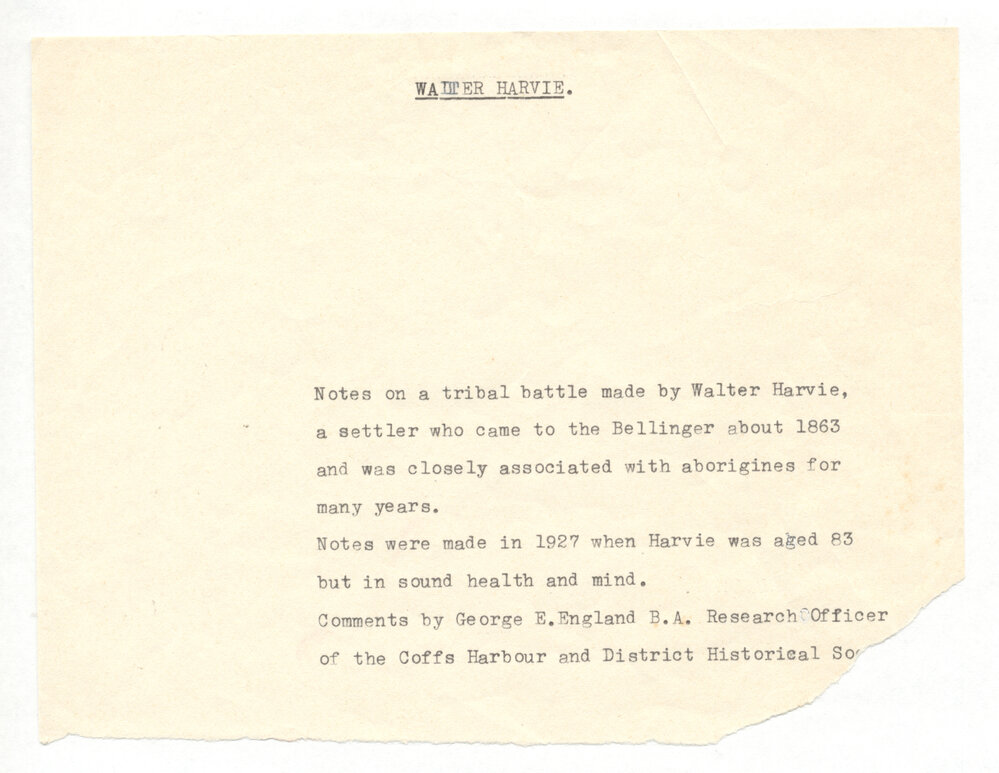 WALTER HARVIE.
Notes on a tribal battle made by Walter Harvie,
a settler who came to the Bellinger about 1863
and was closely associated with aborigines for
many years.
Notes were made in 1927 when Harvie was aged 83
but in sound health and mind.
Comments by George E.England B.A. Research Officer
of the Coffs Harbour and District Historical So